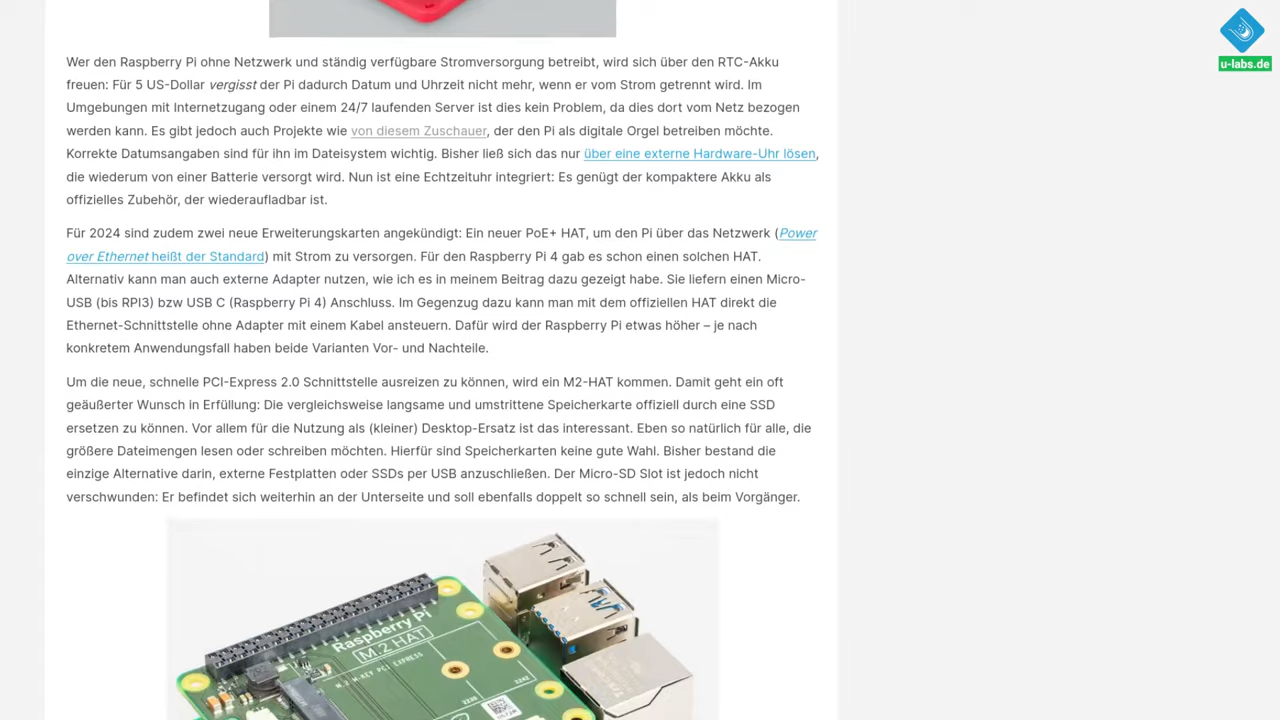 u-labs.de
Wer den Raspberry Pi ohne Netzwerk und ständig verfügbare Stromversorgung betreibt, wird sich über den RTC-Akku
freuen: Für 5 US-Dollar vergisst der Pi dadurch Datum und Uhrzeit nicht mehr, wenn er vom Strom getrennt wird. Im
Umgebungen mit Internetzugang oder einem 24/7 laufenden Server ist dies kein Problem, da dies dort vom Netz bezogen
werden kann. Es gibt jedoch auch Projekte wie von diesem Zuschauer, der den Pi als digitale Orgel betreiben möchte.
Korrekte Datumsangaben sind für ihn im Dateisystem wichtig. Bisher ließ sich das nur über eine externe Hardware-Uhr lösen,
die wiederum von einer Batterie versorgt wird. Nun ist eine Echtzeituhr integriert: Es genügt der kompaktere Akku als
offizielles Zubehör, der wiederaufladbar ist.
Für 2024 sind zudem zwei neue Erweiterungskarten angekündigt: Ein neuer PoE+ HAT, um den Pi über das Netzwerk (Power
over Ethernet heißt der Standard) mit Strom zu versorgen. Für den Raspberry Pi 4 gab es schon einen solchen HAT.
Alternativ kann man auch externe Adapter nutzen, wie ich es in meinem Beitrag dazu gezeigt habe. Sie liefern einen Micro-
USB (bis RPI3) bzw USB C (Raspberry Pi 4) Anschluss. Im Gegenzug dazu kann man mit dem offiziellen HAT direkt die
Ethernet-Schnittstelle ohne Adapter mit einem Kabel ansteuern. Dafür wird der Raspberry Pi etwas höher – je nach
konkretem Anwendungsfall haben beide Varianten Vor- und Nachteile.
Um die neue, schnelle PCI-Express 2.0 Schnittstelle ausreizen zu können, wird ein M2-HAT kommen. Damit geht ein oft
geäußerter Wunsch in Erfüllung: Die vergleichsweise langsame und umstrittene Speicherkarte offiziell durch eine SSD
ersetzen zu können. Vor allem für die Nutzung als (kleiner) Desktop-Ersatz ist das interessant. Eben so natürlich für alle, die
größere Dateimengen lesen oder schreiben möchten. Hierfür sind Speicherkarten keine gute Wahl. Bisher bestand die
einzige Alternative darin, externe Festplatten oder SSDs per USB anzuschließen. Der Micro-SD Slot ist jedoch nicht
verschwunden: Er befindet sich weiterhin an der Unterseite und soll ebenfalls doppelt so schnell sein, als beim Vorgänger.
Raspberry Pi
M.2 HAT
M.2 M-KEY PCI EXPRESS
2230
2242